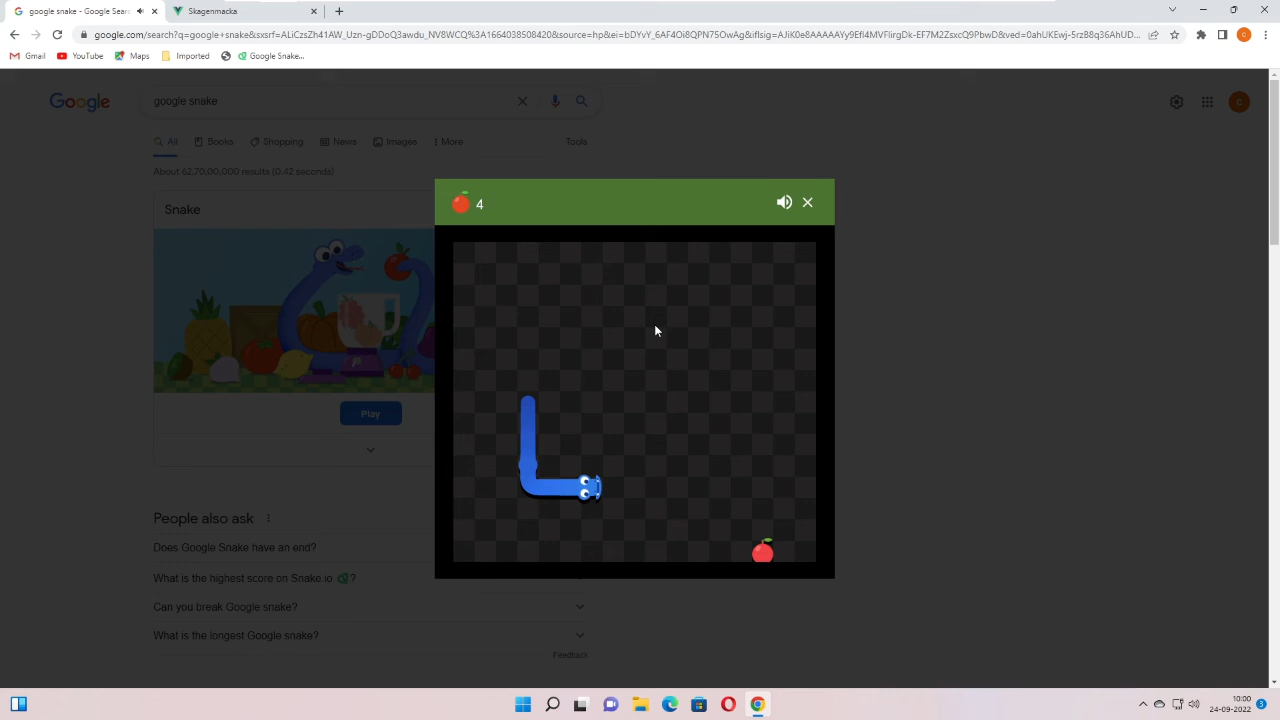 google snake - Google Sear
Skagenmacka
google.com/search?q=google+snake&sxsrf=ALiCzsZh41AW_Uzn-gDDoQ3awdu_NV8WCQ%3A1664038508420&source=hp&ei=bDYvY_6AF4Oi8QPN75OwAg&iflsig=AJiK0e8AAAAAYy9Efl4MVFlirgDk-EF7M2ZsxcQ9PbwD&ved=0ahUKEwj-5rzB8q36AhUD...
C
Gmail
YouTube
Maps
Imported
Google Snake...
Google
google snake
C
All
Books
Shopping
News
Images
More
Tools
About 62,70,00,000 results (0.42 seconds)
4
Snake
Play
People also ask
Does Google Snake have an end?
What is the highest score on Snake.io
?
Can you break Google snake?
What is the longest Google snake?
Feedback
10:00
24-09-2022
3